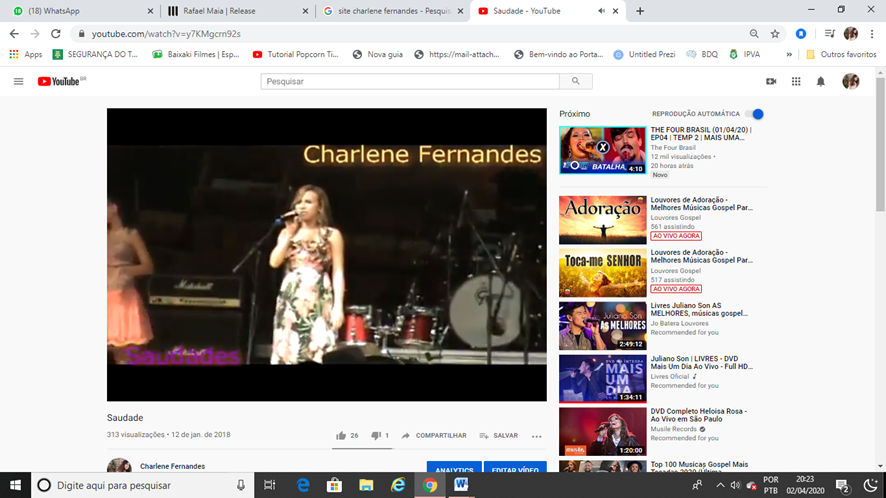 (18) WhatsApp
Rafael Maia | Release
site charlene fernandes - Pesquis
Saudade - YouTube
youtube.com/watch?v=y7KMgcrn92s
Apps
SEGURANÇA DO T...
Baixaki Filmes | Esp...
Tutorial Popcorn Ti...
Nova guia
https://mail-attach...
Bem-vindo ao Porta...
Untitled Prezi
BDQ
IPVA
»
Outros favoritos
YouTube BR
Pesquisar
Charlene Fernandes
Marshall
Saudades
Saudade
313 visualizações • 12 de jan. de 2018
26
1
COMPARTILHAR
SALVAR
...
Charlene Fernandes
ANALYTICS
EDITAR VÍDEO
Próximo
REPRODUÇÃO AUTOMÁTICA
BATALHA
4:10
THE FOUR BRASIL (01/04/20) |
EP04 | TEMP 2 | MAIS UMA...
The Four Brasil
12 mil visualizações •
20 horas atrás
Novo
Adoração
Louvores de Adoração -
Melhores Músicas Gospel Par...
Louvores Gospel
561 assistindo
AO VIVO AGORA
Toca-me SENHOR
Louvores de Adoração -
Melhores Músicas Gospel Par...
Louvores Gospel
517 assistindo
AO VIVO AGORA
JULIANO SON
AS MELHORES
2:49:12
Livres Juliano Son AS
MELHORES, músicas gospel...
Jo Batera Louvores
Recommended for you
MAIS
UM
DIA
1:34:11
Juliano Son | LIVRES - DVD
Mais Um Dia Ao Vivo - Full HD...
Livres Oficial
Recommended for you
1:20:00
DVD Completo Heloisa Rosa -
Ao Vivo em São Paulo
Musile Records
Recommended for you
Top 100 Musicas Gospel Mais
Digite aqui para pesquisar
POR
PTB
20:23
02/04/2020
2